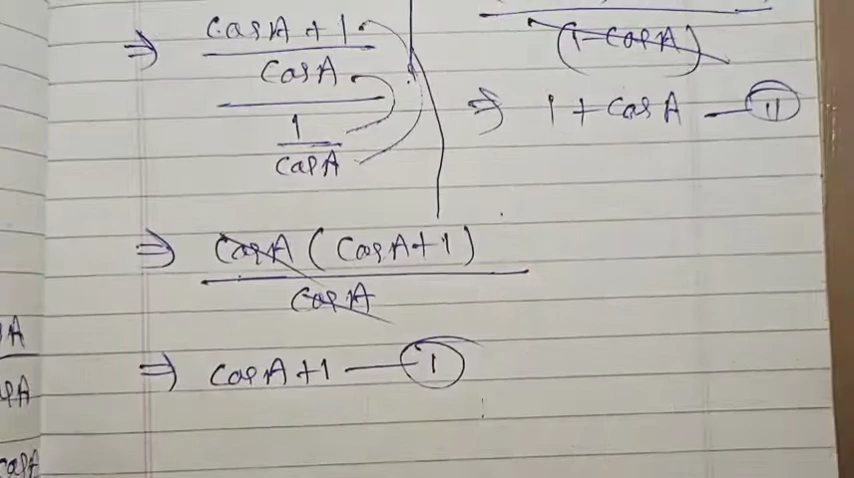 ⇒ CosA + 1
CosA
1
CosA
(1-CosA)
⇒ 1 + CosA — II
⇒ CosA (CosA+1)
CosA
⇒ CosA+1 — I
A